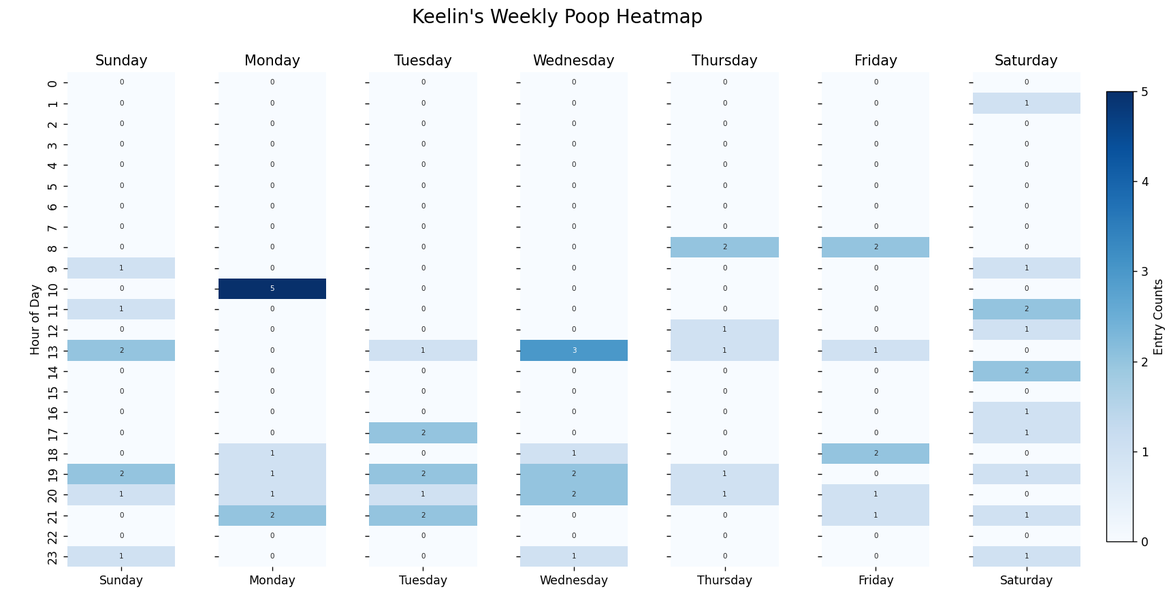 Keelin's Weekly Poop Heatmap
Sunday Monday Tuesday Wednesday Thursday Friday Saturday
0 0 0 0 0 0 0 0
1 0 0 0 0 0 0 1
2 0 0 0 0 0 0 0
3 0 0 0 0 0 0 0
4 0 0 0 0 0 0 0
5 0 0 0 0 0 0 0
6 0 0 0 0 0 0 0
7 0 0 0 0 0 0 0
8 0 0 0 0 2 2 0
9 1 0 0 0 0 0 1
10 0 5 0 0 0 0 0
11 1 0 0 0 0 0 2
12 0 0 0 0 1 0 1
13 2 0 1 3 1 1 0
14 0 0 0 0 0 0 2
15 0 0 0 0 0 0 0
16 0 0 0 0 0 0 1
17 0 0 2 0 0 0 1
18 0 1 0 1 0 2 0
19 2 1 2 2 1 0 1
20 1 1 1 2 1 1 0
21 0 2 2 0 0 1 1
22 0 0 0 0 0 0 0
23 1 0 0 1 0 0 1
Sunday Monday Tuesday Wednesday Thursday Friday Saturday
Hour of Day
5
4
3
2
1
0
Entry Counts